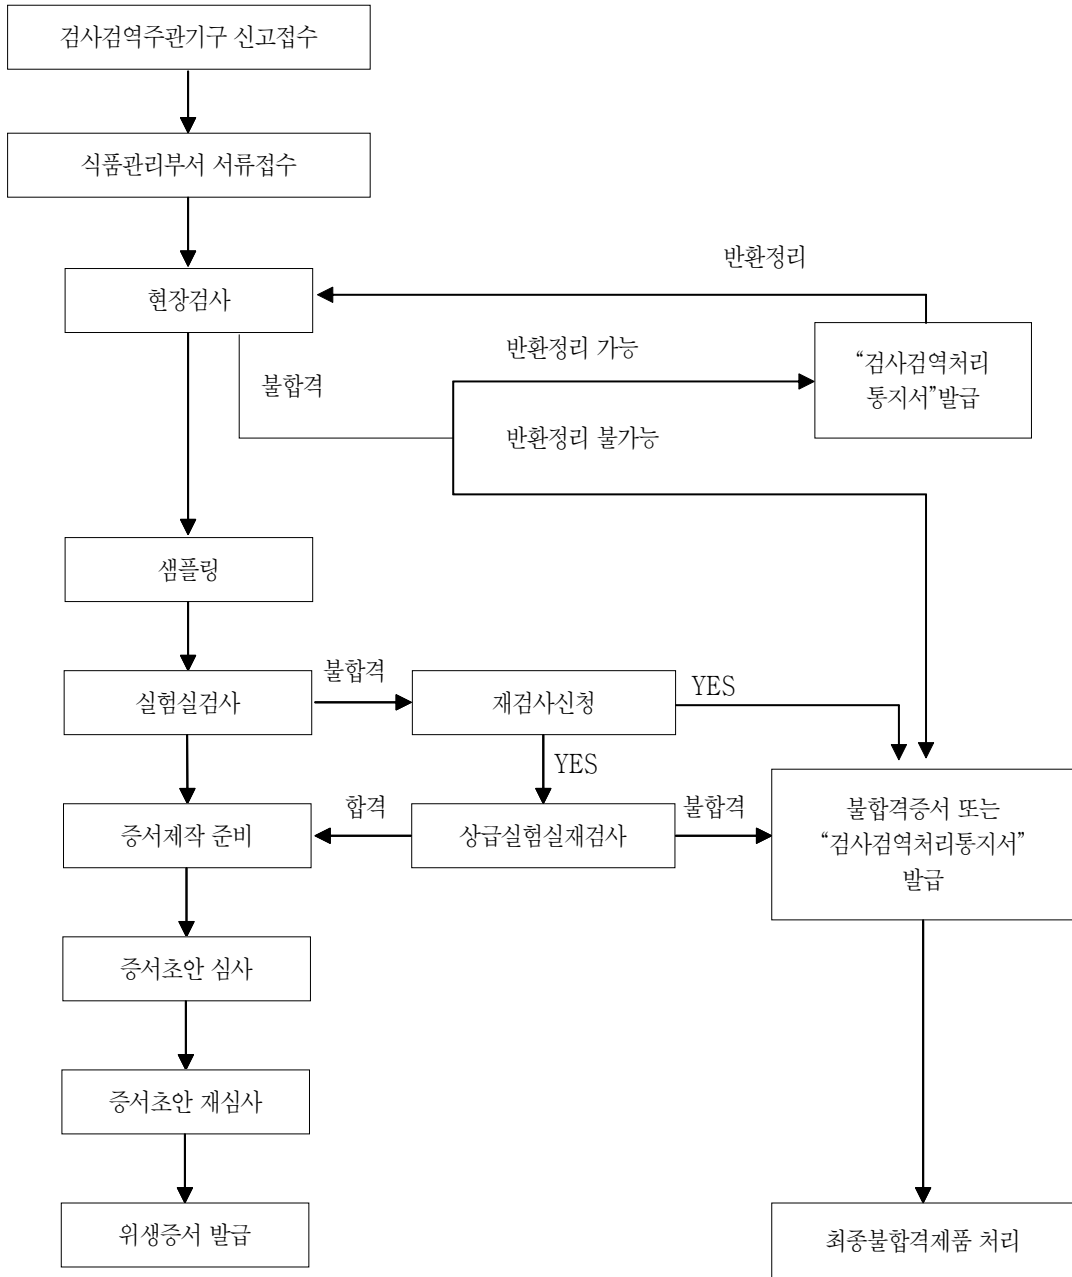 검사검역주관기구 신고접수
식품관리부서 서류접수
반환정리
현장검사
반환정리 가능
“검사검역처리
통지서”발급
불합격
반환정리 불가능
샘플링
불합격
실험실검사
재검사신청
YES
YES
합격
불합격
증서제작 준비
상급실험실재검사
불합격증서 또는
“검사검역처리통지서”
발급
증서초안 심사
증서초안 재심사
위생증서 발급
최종불합격제품 처리